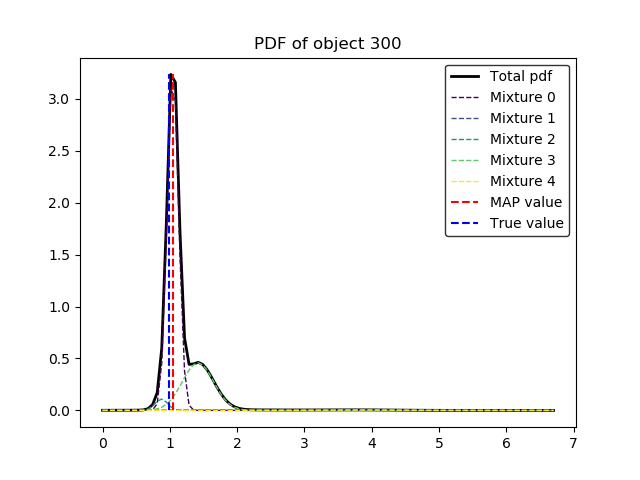 PDF of object 300
Total pdf
Mixture 0
Mixture 1
Mixture 2
Mixture 3
Mixture 4
MAP value
True value
3.0
2.5
2.0
1.5
1.0
0.5
0.0
0 1 2 3 4 5 6 7